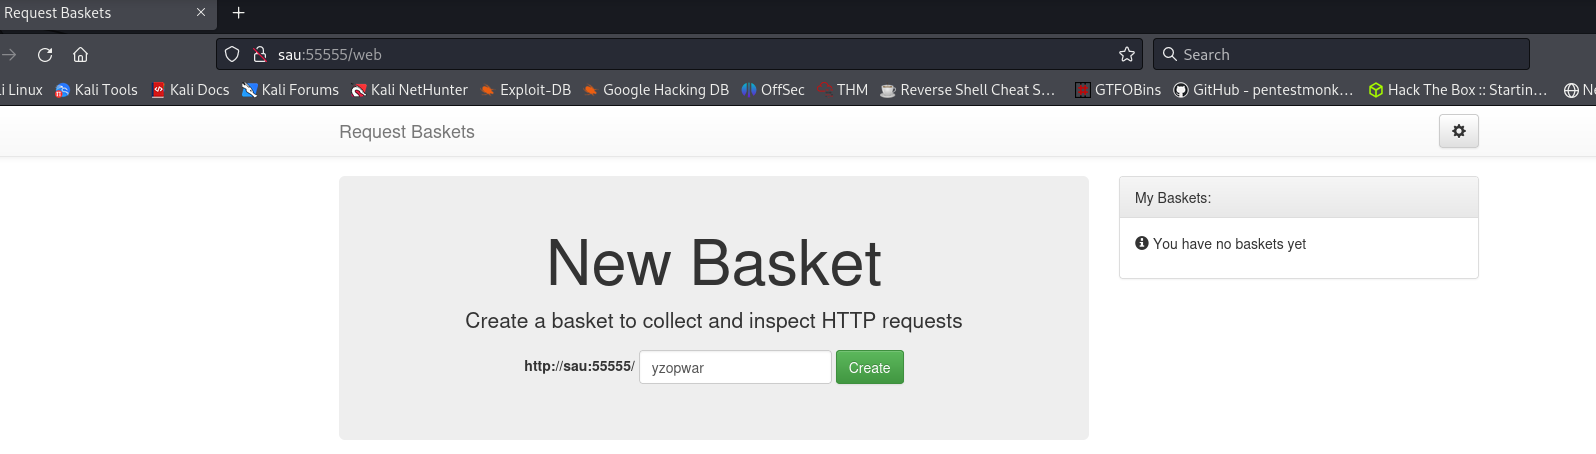 Request Baskets
sau:55555/web
Search
Linux Kali Tools Kali Docs Kali Forums Kali NetHunter Exploit-DB Google Hacking DB OffSec THM Reverse Shell Cheat S... GTFOBins GitHub - pentestmonk... Hack The Box :: Startin...
Request Baskets
New Basket
Create a basket to collect and inspect HTTP requests
http://sau:55555/ yzopwar Create
My Baskets:
You have no baskets yet